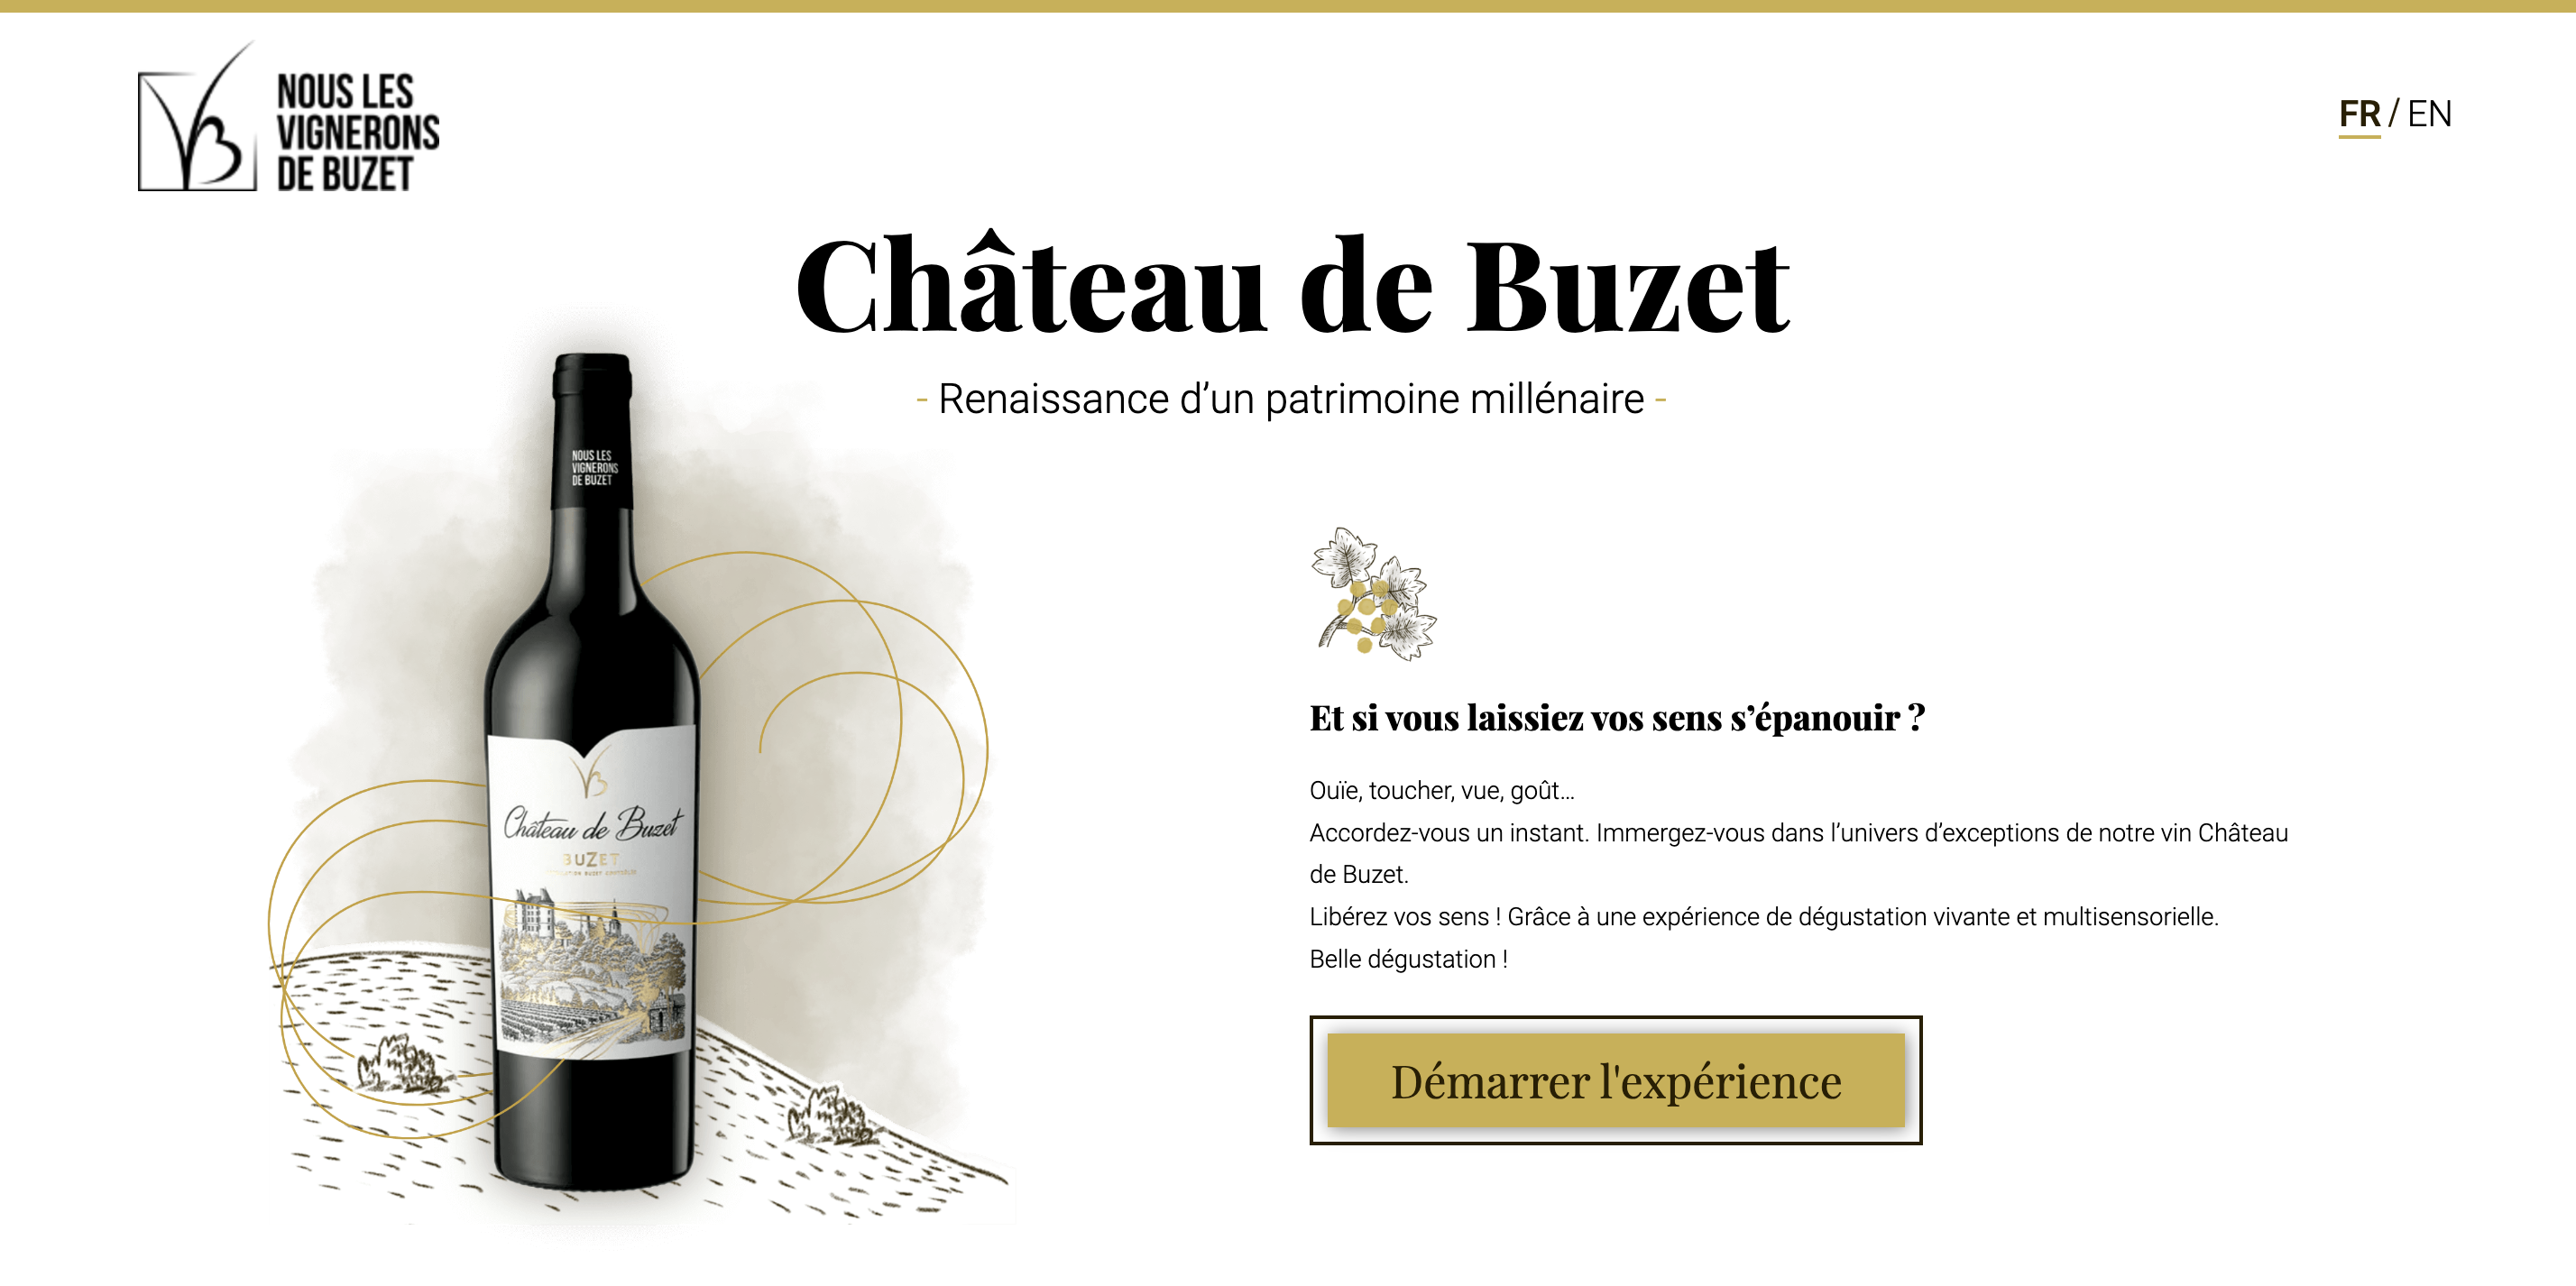 NOUS LES
VIGNERONS
DE BUZET
FR / EN
Château de Buzet
- Renaissance d’un patrimoine millénaire -
NOUS LES
VIGNERONS
DE BUZET
Château de Buzet
BUZET
Et si vous laissiez vos sens s’épanouir ?
Ouïe, toucher, vue, goût...
Accordez-vous un instant. Immergez-vous dans l’univers d’exceptions de notre vin Château
de Buzet.
Libérez vos sens ! Grâce à une expérience de dégustation vivante et multisensorielle.
Belle dégustation !
Démarrer l'expérience